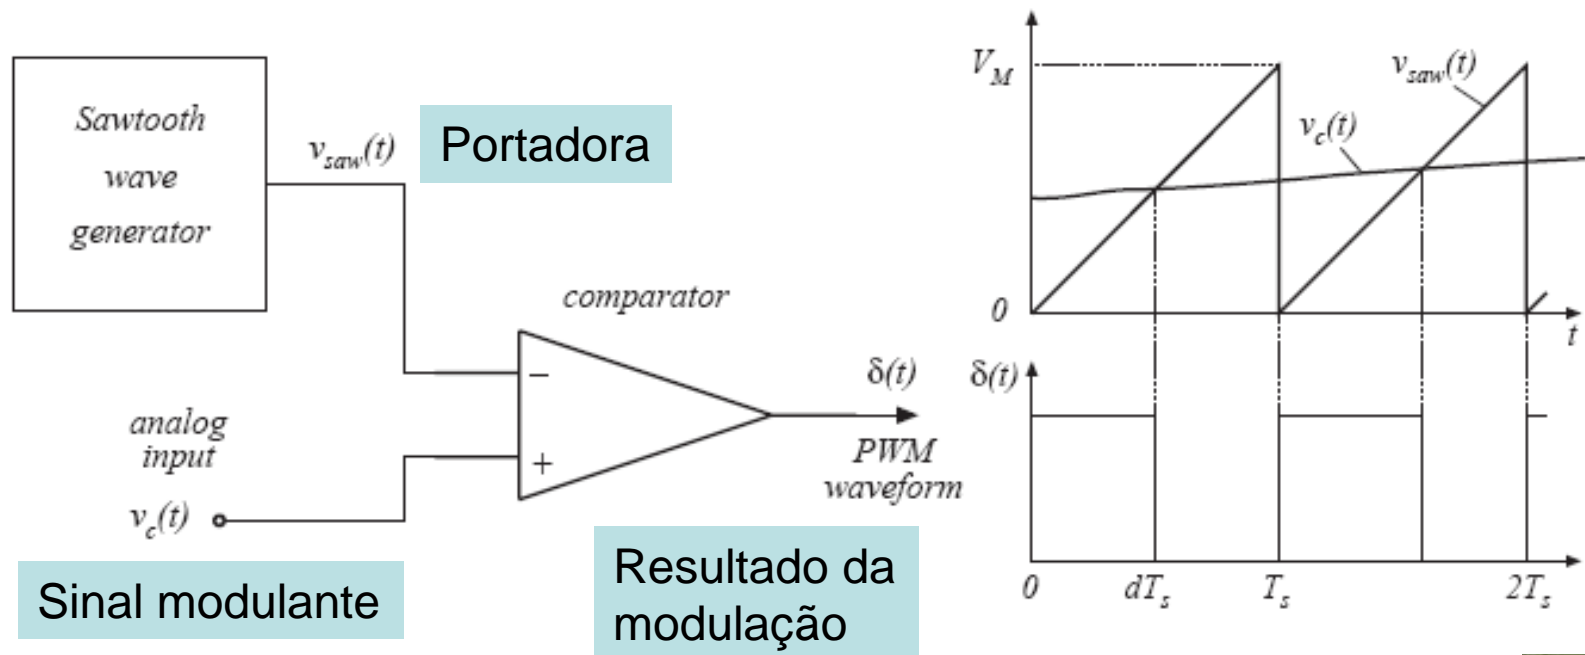 Sawtooth
wave
generator
v_saw(t)
Portadora
comparator
−
+
analog
input
v_c(t)
Sinal modulante
δ(t)
PWM
waveform
Resultado da
modulação
V_M
v_saw(t)
v_c(t)
0
t
δ(t)
0
dT_s
T_s
2T_s